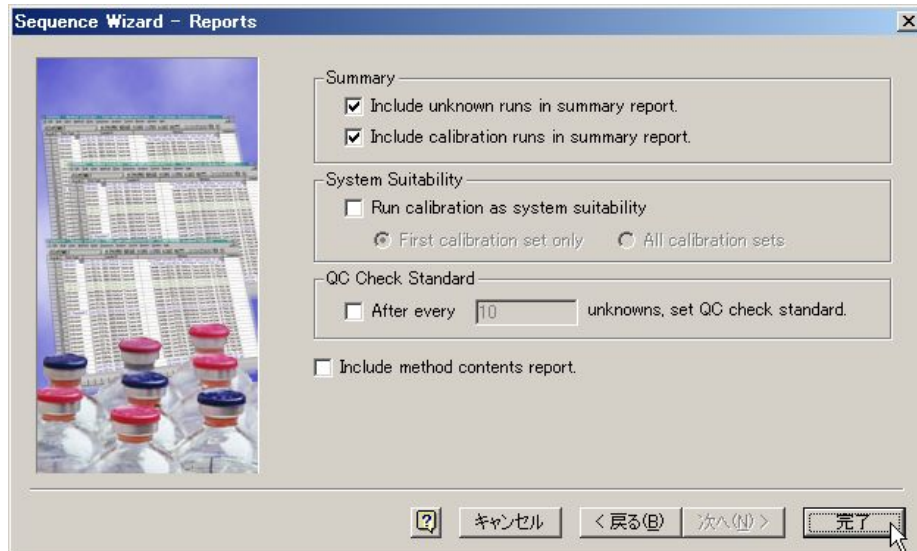 Sequence Wizard - Reports
Summary
Include unknown runs in summary report.
Include calibration runs in summary report.
System Suitability
Run calibration as system suitability
First calibration set only All calibration sets
QC Check Standard
After every 10 unknowns, set QC check standard.
Include method contents report.
? キャンセル < 戻る(B) 次へ(N) > 完了